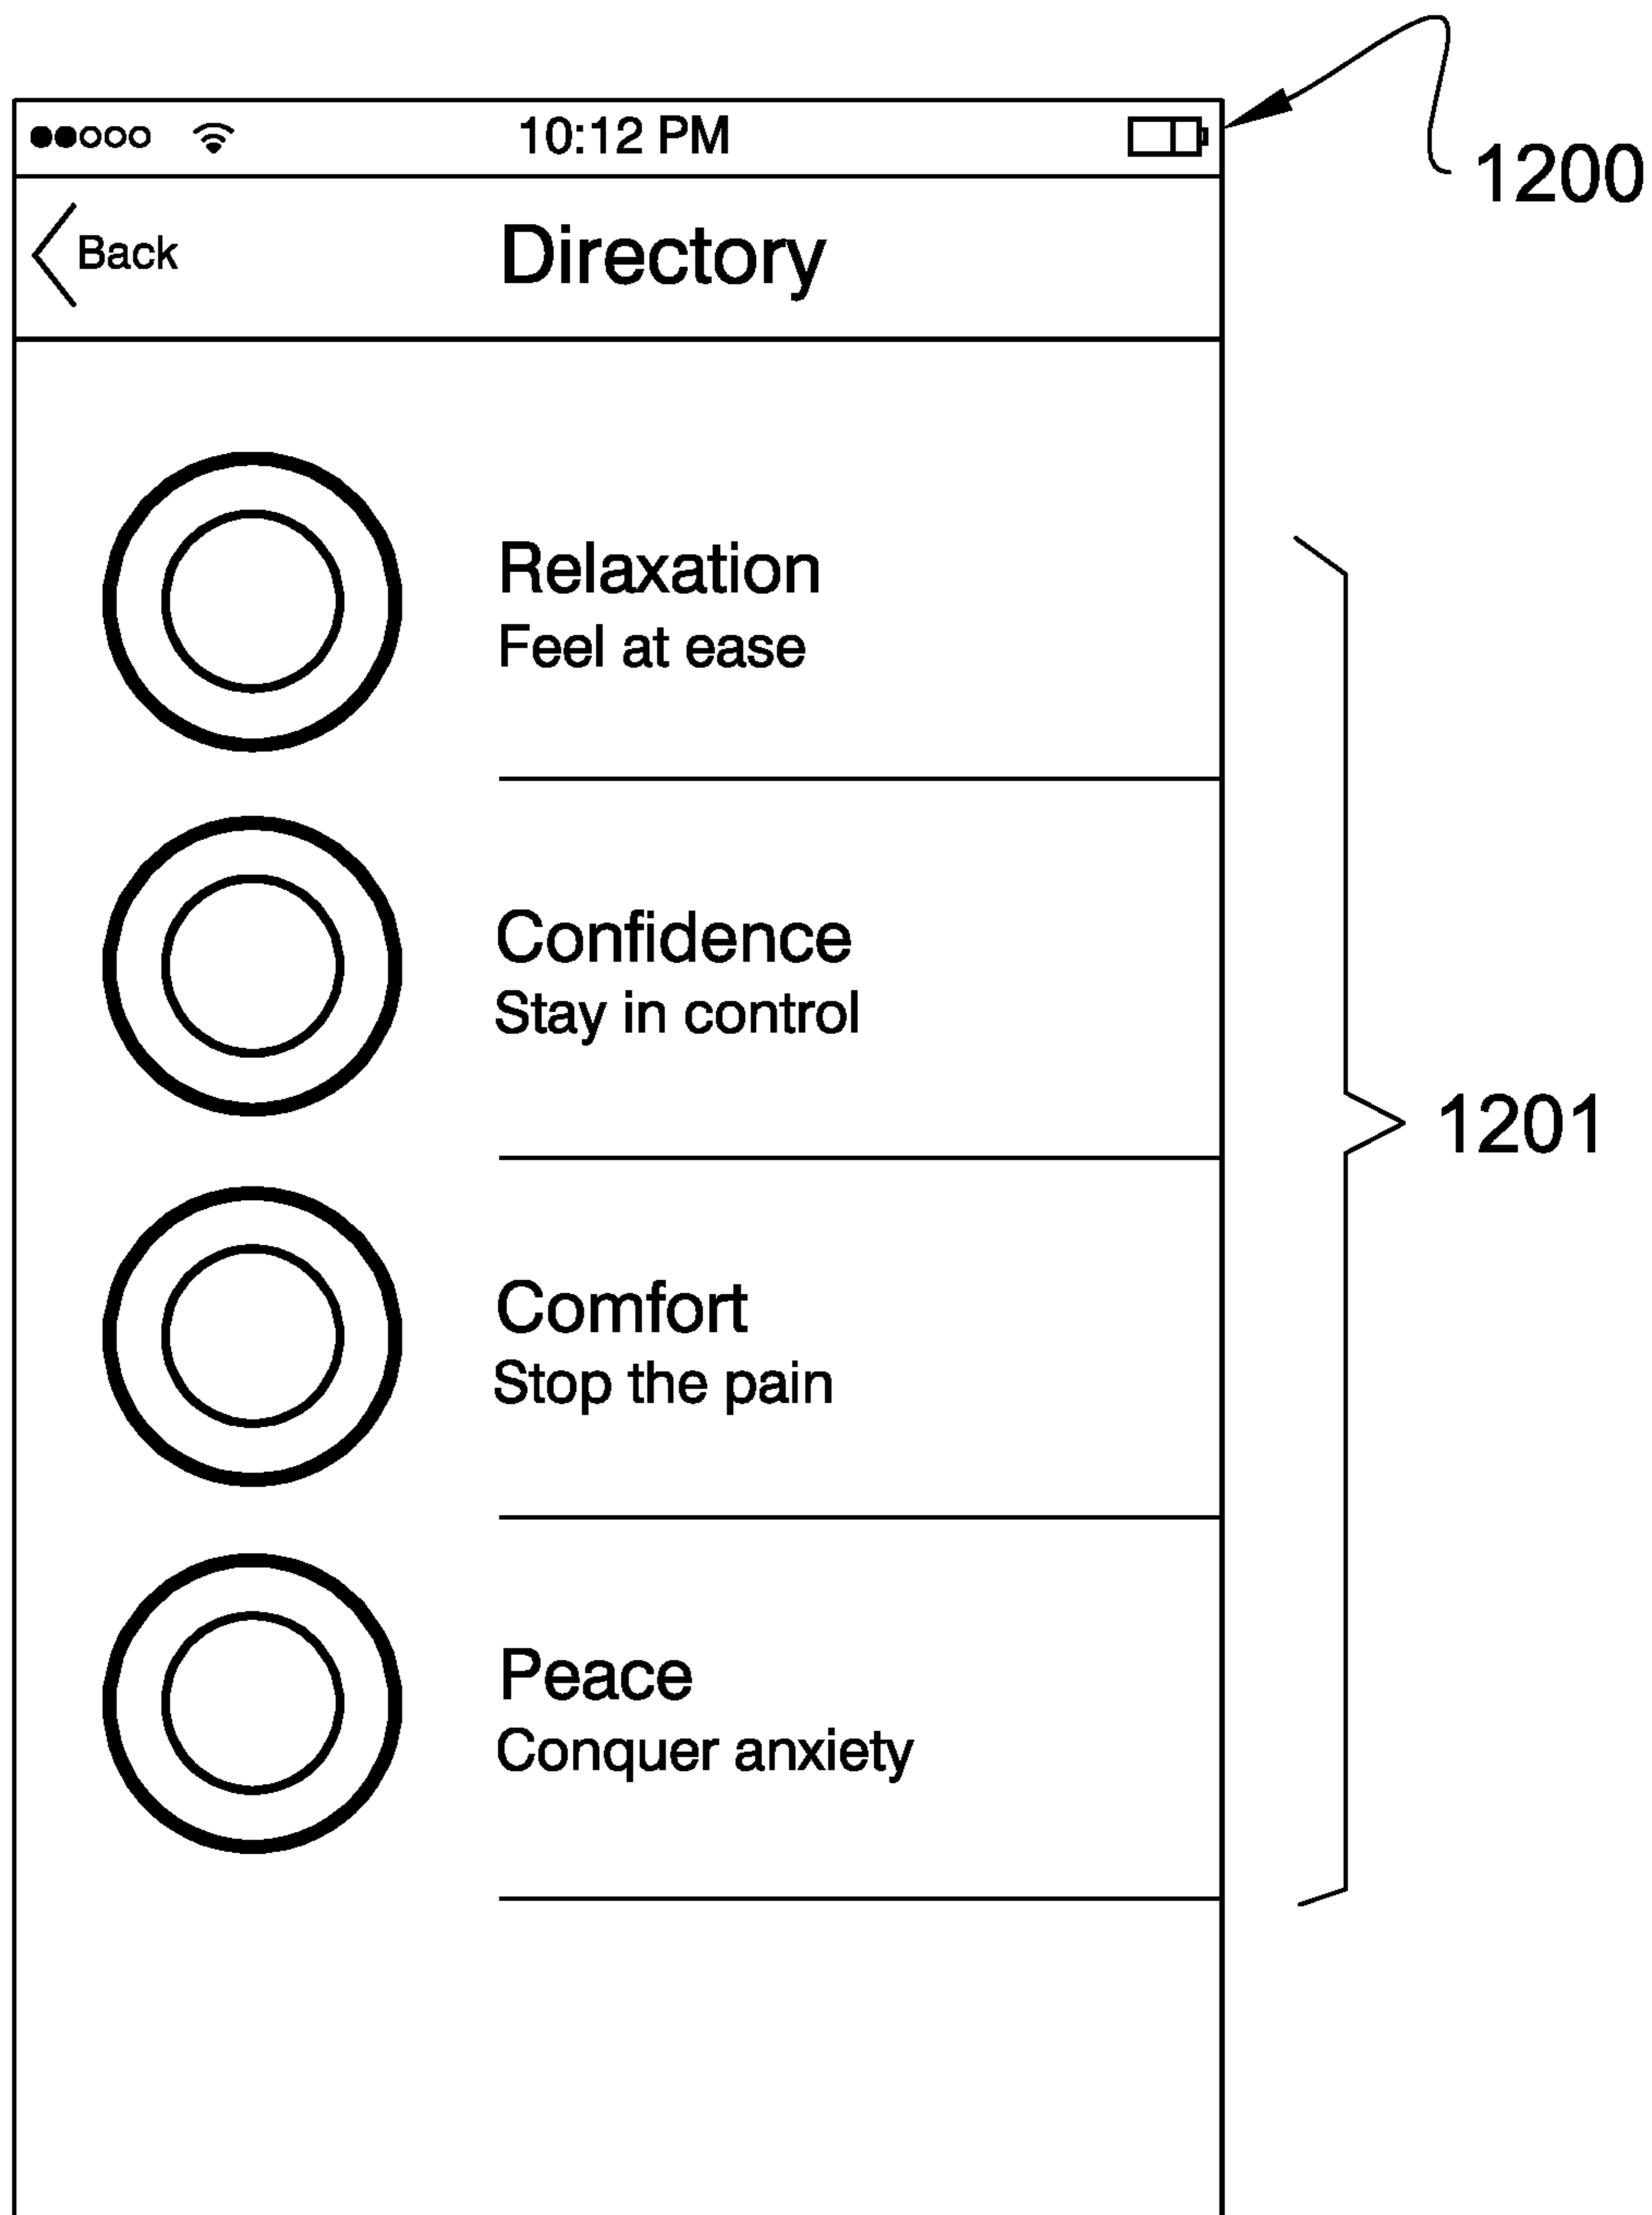 10:12 PM
1200
Back
Directory
Relaxation
Feel at ease
Confidence
Stay in control
1201
Comfort
Stop the pain
Peace
Conquer anxiety